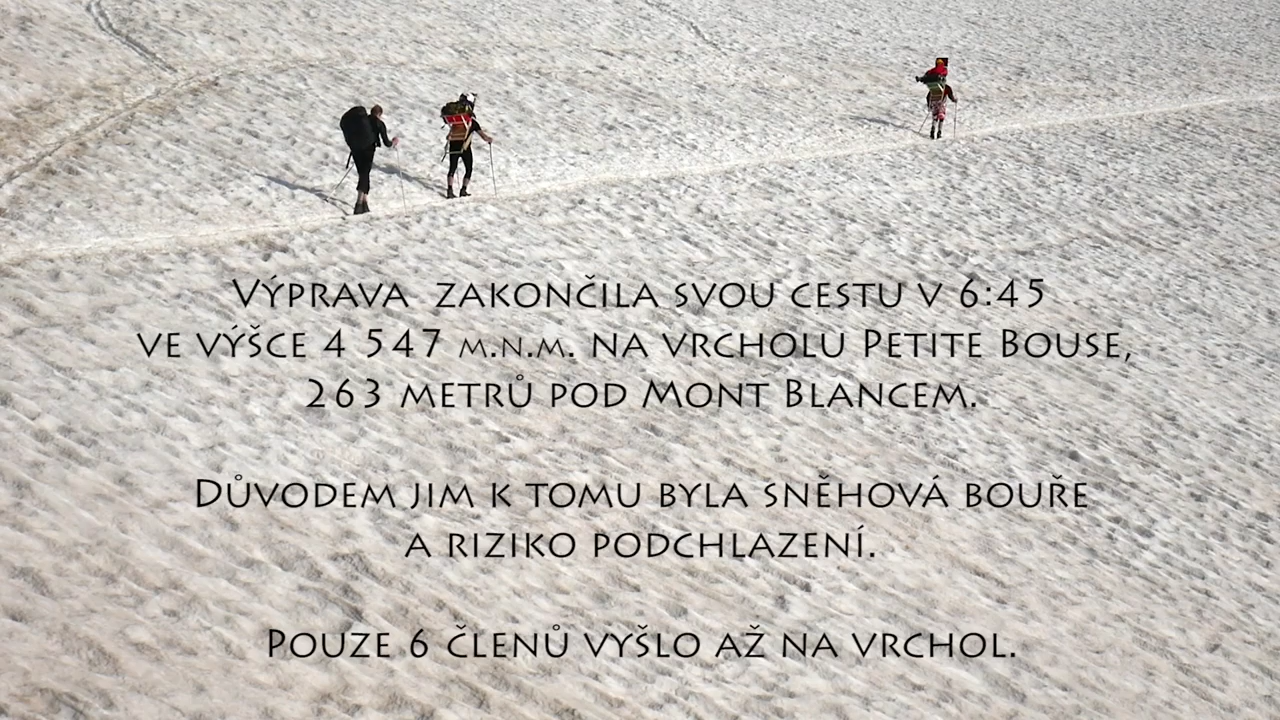 Výprava zakončila svou cestu v 6:45
ve výšce 4 547 m.n.m. na vrcholu Petite Bouse,
263 metrů pod Mont Blancem.
Důvodem jim k tomu byla sněhová bouře
a riziko podchlazení.
Pouze 6 členů vyšlo až na vrchol.